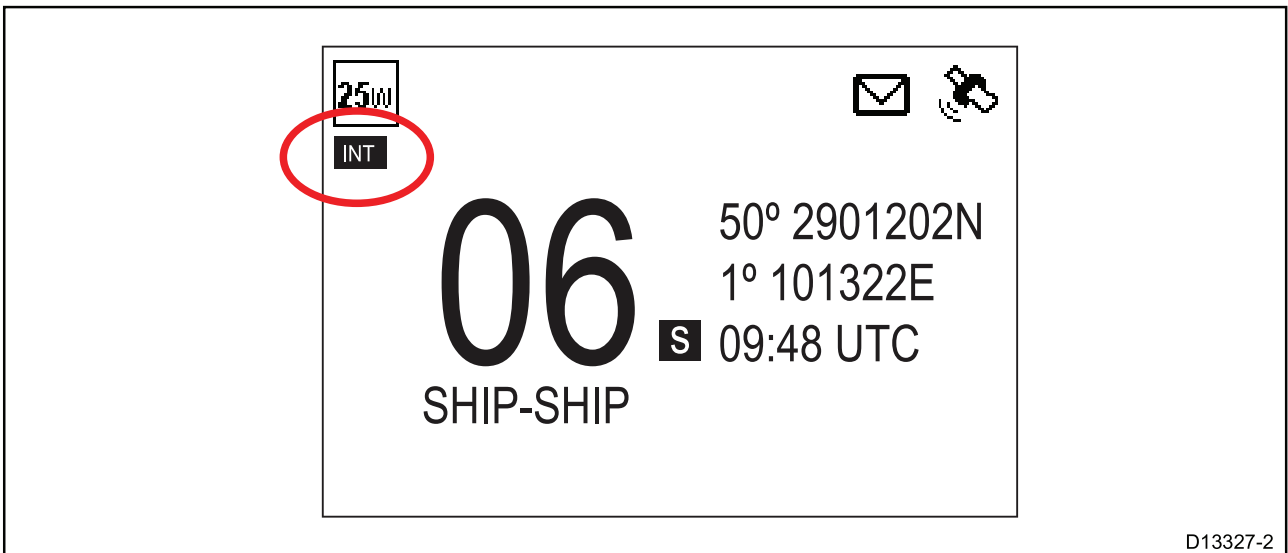 25W
INT
06
SHIP-SHIP
50º 2901202N
1º 101322E
S 09:48 UTC
D13327-2